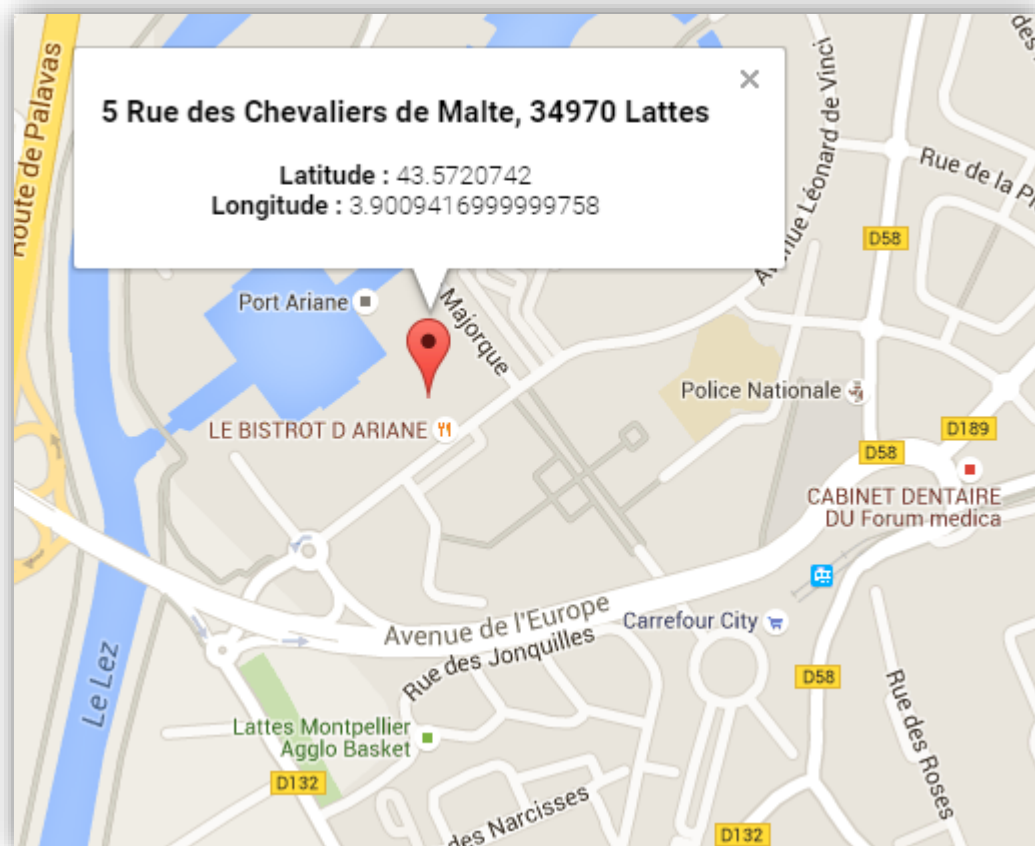 Route de Palavas
5 Rue des Chevaliers de Malte, 34970 Lattes
Latitude : 43.5720742
Longitude : 3.9009416999999758
Avenue Léonard de Vinci
D58
Port Ariane
Majorque
Police Nationale
LE BISTROT D ARIANE
D189
D58
CABINET DENTAIRE
DU Forum medica
Avenue de l'Europe
Carrefour City
Rue des Jonquilles
Le Lez
D58
Rue des Roses
Lattes Montpellier
Agglo Basket
D132
des Narcisses
D132
Rue de la
des